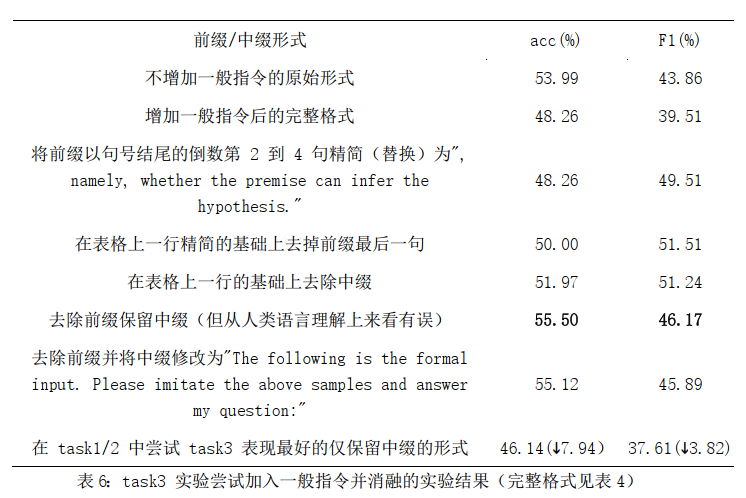 前缀/中缀形式 acc(%) F1(%)
不增加一般指令的原始形式 53.99 43.86
增加一般指令后的完整格式 48.26 39.51
将前缀以句号结尾的倒数第 2 到 4 句精简（替换）为",
namely, whether the premise can infer the 48.26 49.51
hypothesis."
在表格上一行精简的基础上去掉前缀最后一句 50.00 51.51
在表格上一行的基础上去除中缀 51.97 51.24
去除前缀保留中缀（但从人类语言理解上来看有误） 55.50 46.17
去除前缀并将中缀修改为"The following is the formal
input. Please imitate the above samples and answer 55.12 45.89
my question:"
在 task1/2 中尝试 task3 表现最好的仅保留中缀的形式 46.14(↓7.94) 37.61(↓3.82)
表 6：task3 实验尝试加入一般指令并消融的实验结果（完整格式见表 4）